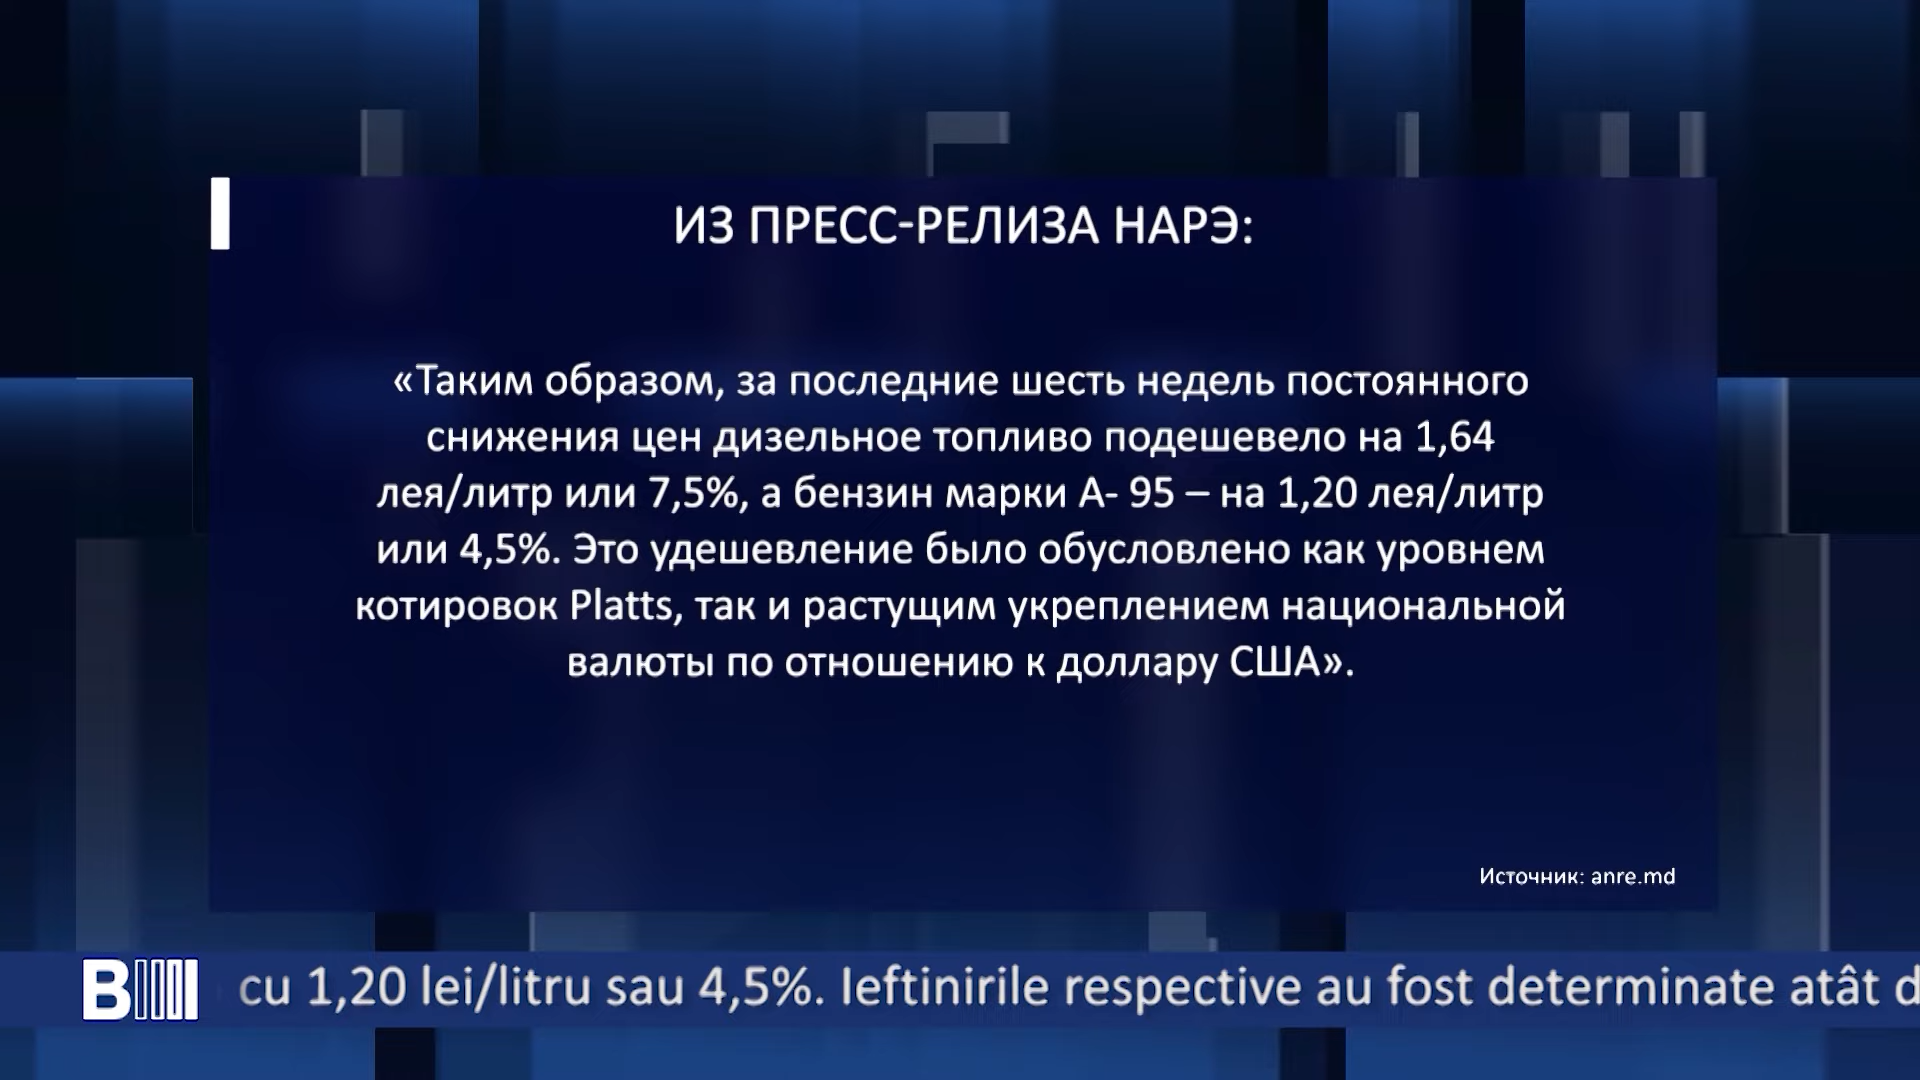 ИЗ ПРЕСС-РЕЛИЗА НАРЭ:
«Таким образом, за последние шесть недель постоянного
снижения цен дизельное топливо подешевело на 1,64
лея/литр или 7,5%, а бензин марки А- 95 – на 1,20 лея/литр
или 4,5%. Это удешевление было обусловлено как уровнем
котировок Platts, так и растущим укреплением национальной
валюты по отношению к доллару США».
Источник: anre.md
B
cu 1,20 lei/litru sau 4,5%. Ieftinirile respective au fost determinate atât d